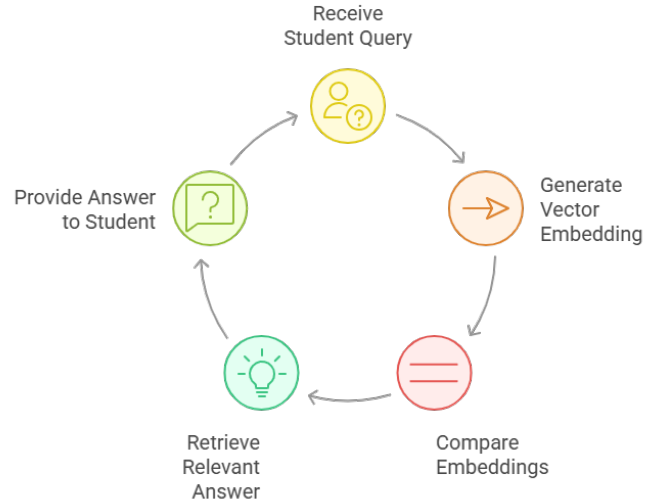 Receive
Student Query
Generate
Vector
Embedding
Compare
Embeddings
Retrieve
Relevant
Answer
Provide Answer
to Student
?
?